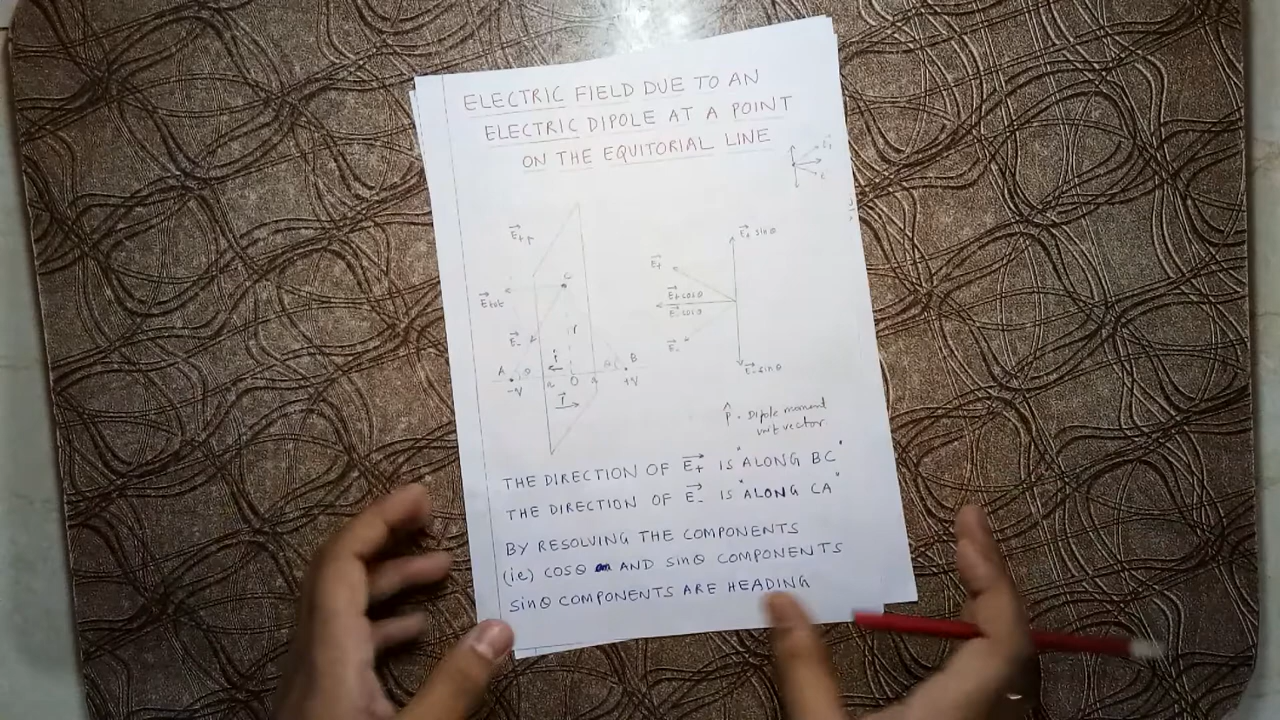 ELECTRIC FIELD DUE TO AN
ELECTRIC DIPOLE AT A POINT
ON THE EQUITORIAL LINE
E+
E+ p
C
Etot
E-
r
A
θ
-q
a
O
a
θ
B
+q
p
E+ sinθ
E+
E+ cosθ
E- cosθ
E-
E- sinθ
p̂ - Dipole moment
unit vector
THE DIRECTION OF E+ IS "ALONG BC"
THE DIRECTION OF E- IS "ALONG CA"
BY RESOLVING THE COMPONENTS
(ie) COSθ AND sinθ COMPONENTS
sinθ COMPONENTS ARE HEADING